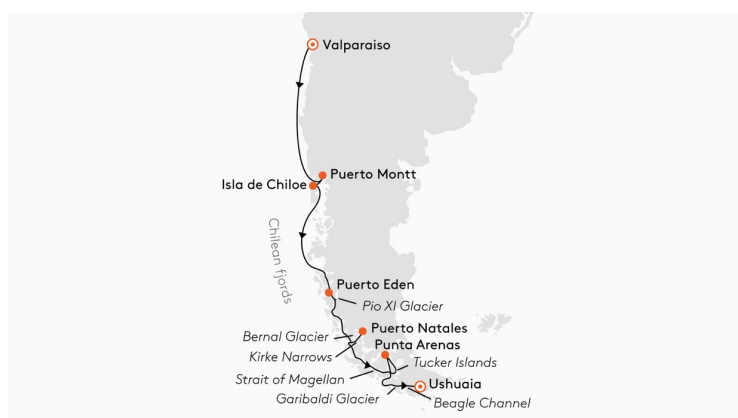 Valparaiso
Puerto Montt
Isla de Chiloe
Chilean fjords
Puerto Eden
Pio XI Glacier
Puerto Natales
Bernal Glacier
Punta Arenas
Kirke Narrows
Tucker Islands
Strait of Magellan
Ushuaia
Garibaldi Glacier
Beagle Channel